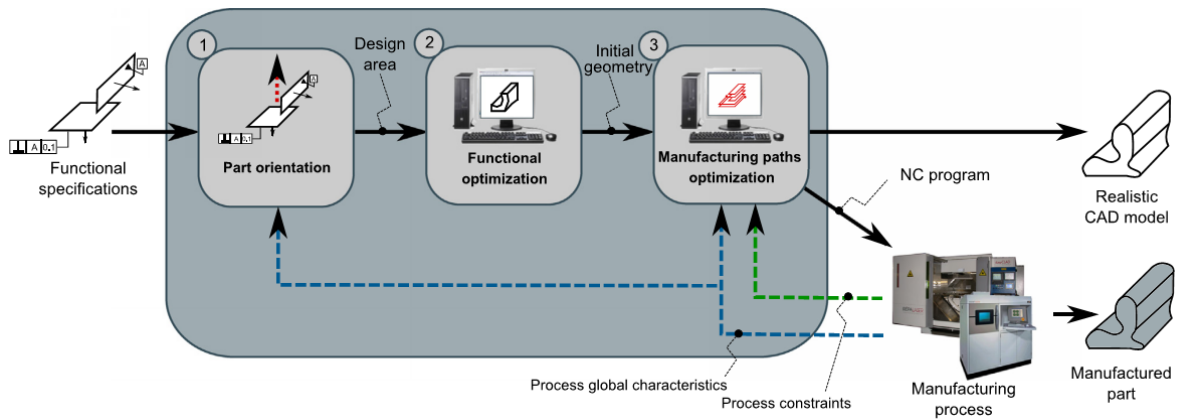 1
Design
area
2
Initial
geometry
3
A
⊥ A 0.1
Functional
specifications
A
⊥ A 0.1
Part orientation
Functional
optimization
Manufacturing paths
optimization
NC program
Realistic
CAD model
Process global characteristics
Process constraints
Manufacturing
process
Manufactured
part